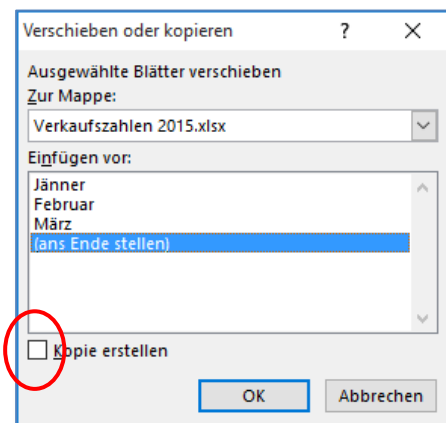 Verschieben oder kopieren ?
Ausgewählte Blätter verschieben
Zur Mappe:
Verkaufszahlen 2015.xlsx
Einfügen vor:
Jänner
Februar
März
(ans Ende stellen)
Kopie erstellen
OK Abbrechen